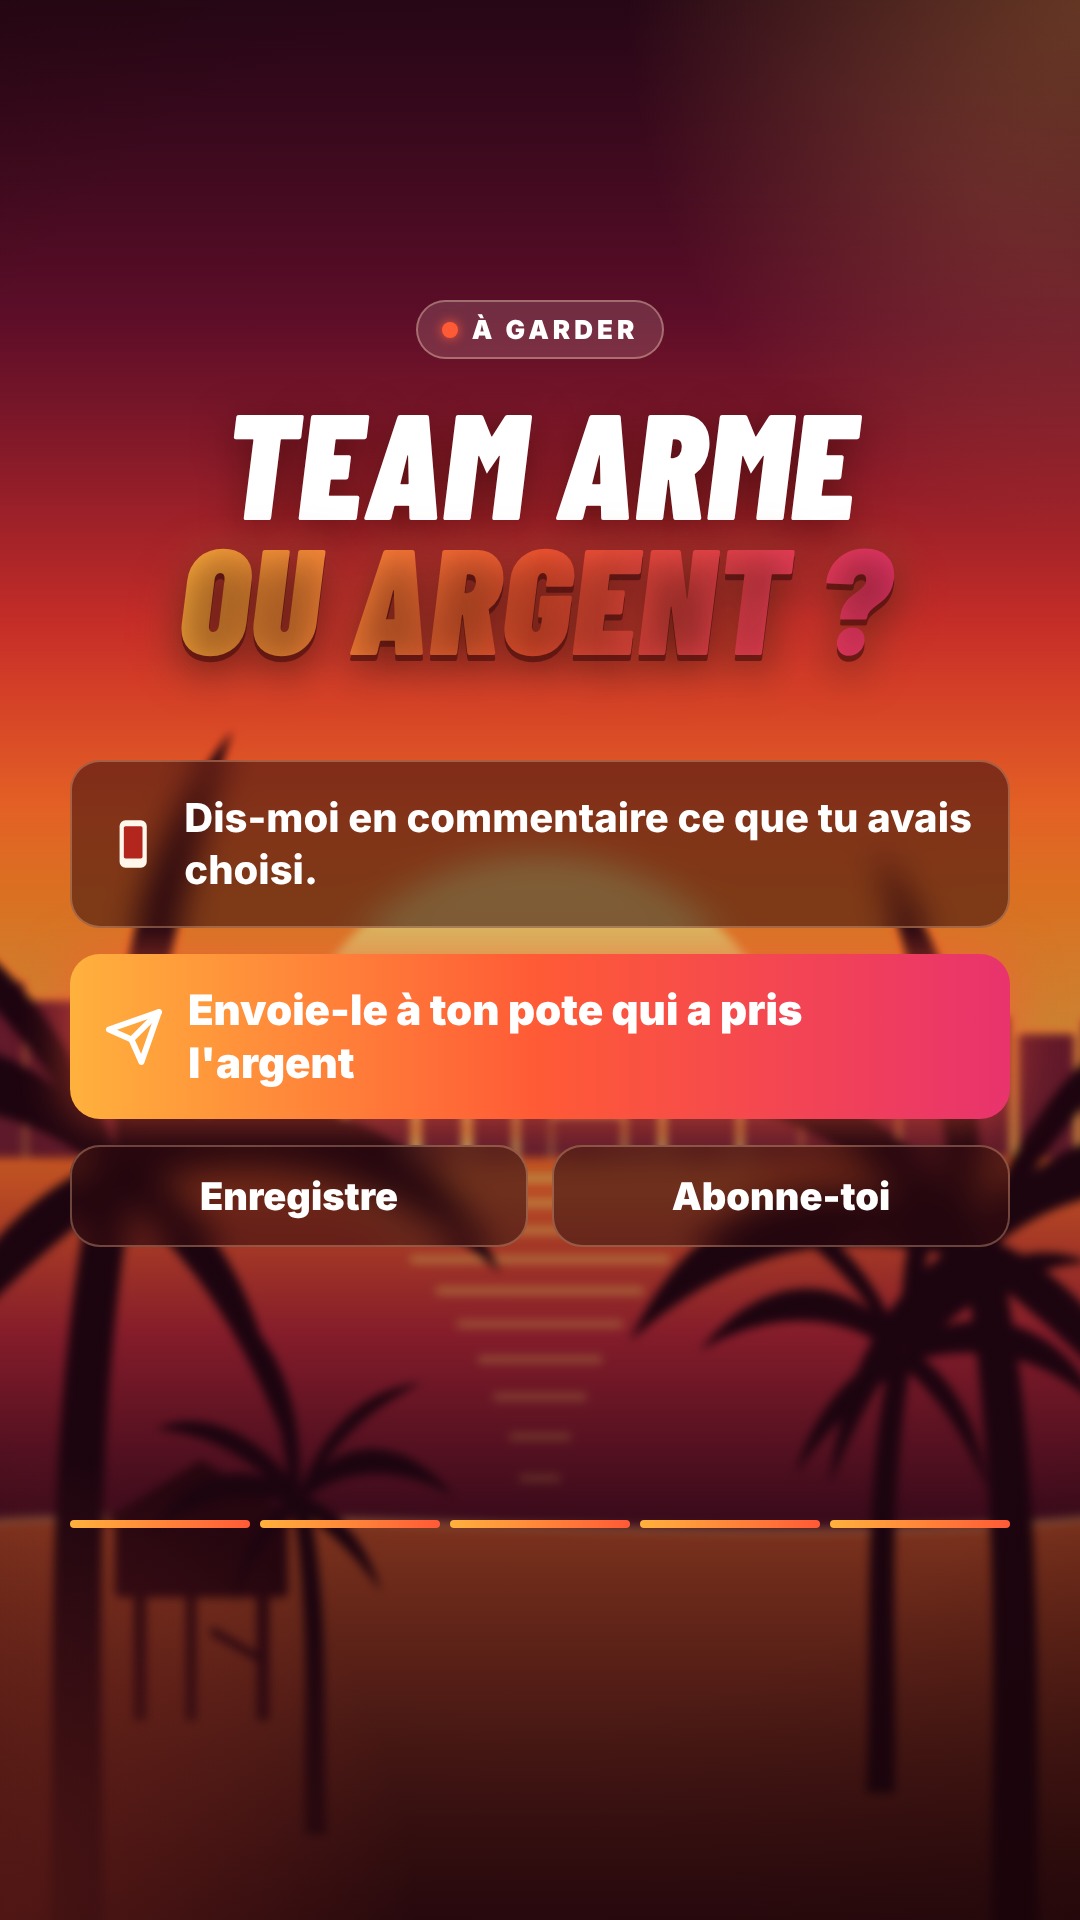 À GARDER
TEAM ARME
OU ARGENT ?
Dis-moi en commentaire ce que tu avais
choisi.
Envoie-le à ton pote qui a pris
l'argent
Enregistre
Abonne-toi